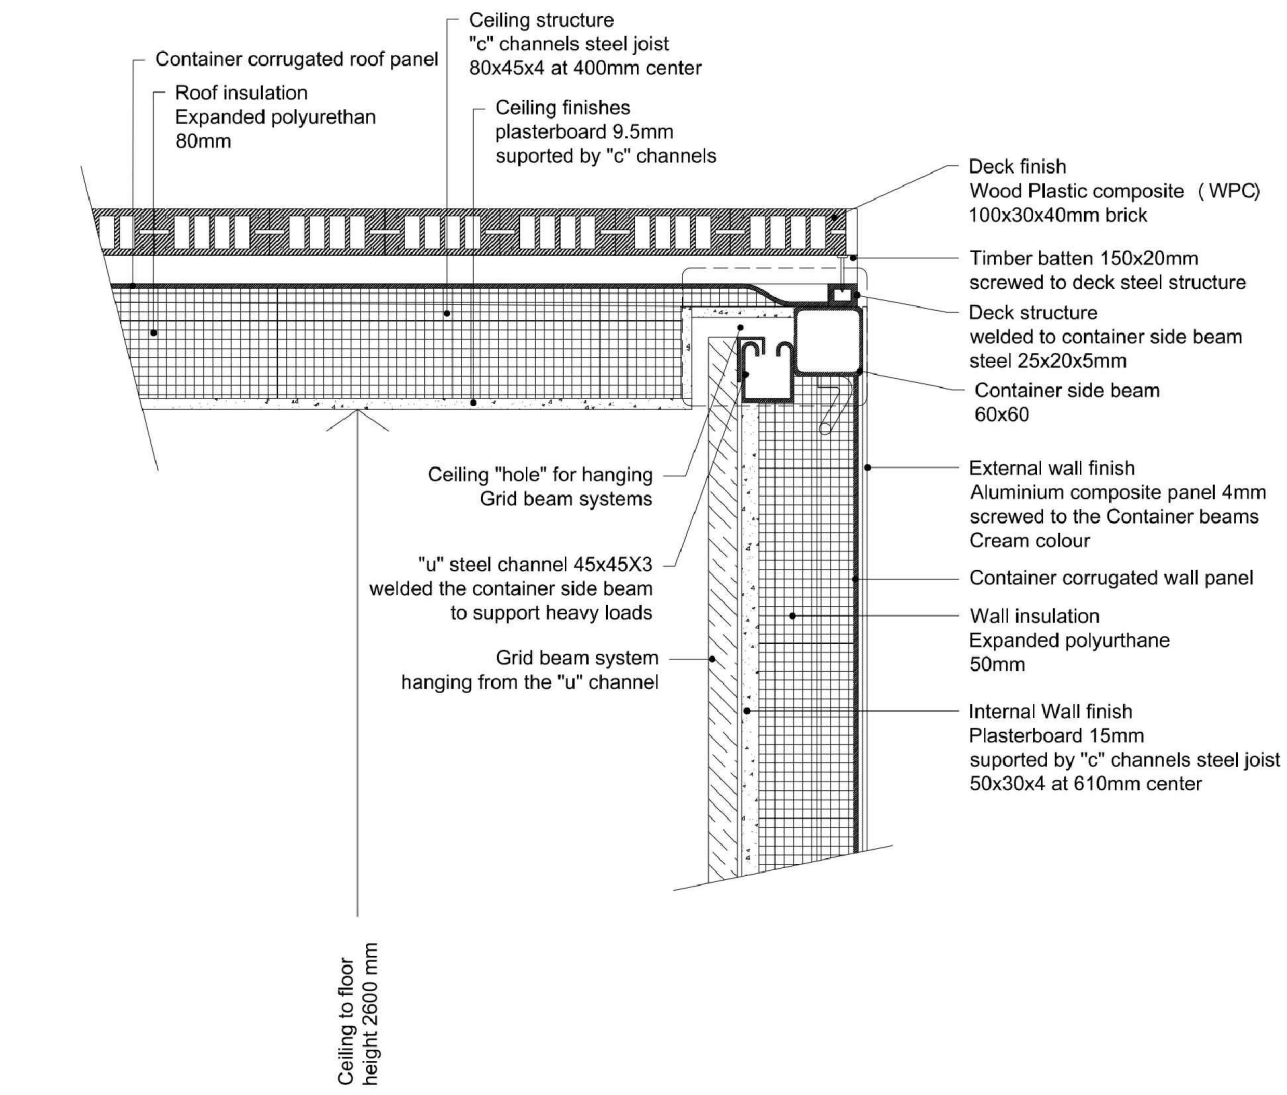 Ceiling structure
"c" channels steel joist
80x45x4 at 400mm center
Container corrugated roof panel
Roof insulation
Expanded polyurethan
80mm
Ceiling finishes
plasterboard 9.5mm
suported by "c" channels
Deck finish
Wood Plastic composite ( WPC)
100x30x40mm brick
Timber batten 150x20mm
screwed to deck steel structure
Deck structure
welded to container side beam
steel 25x20x5mm
Container side beam
60x60
Ceiling "hole" for hanging
Grid beam systems
External wall finish
Aluminium composite panel 4mm
screwed to the Container beams
Cream colour
"u" steel channel 45x45X3
welded the container side beam
to support heavy loads
Container corrugated wall panel
Wall insulation
Expanded polyurthane
50mm
Grid beam system
hanging from the "u" channel
Internal Wall finish
Plasterboard 15mm
suported by "c" channels steel joist
50x30x4 at 610mm center
Ceiling to floor
height 2600 mm